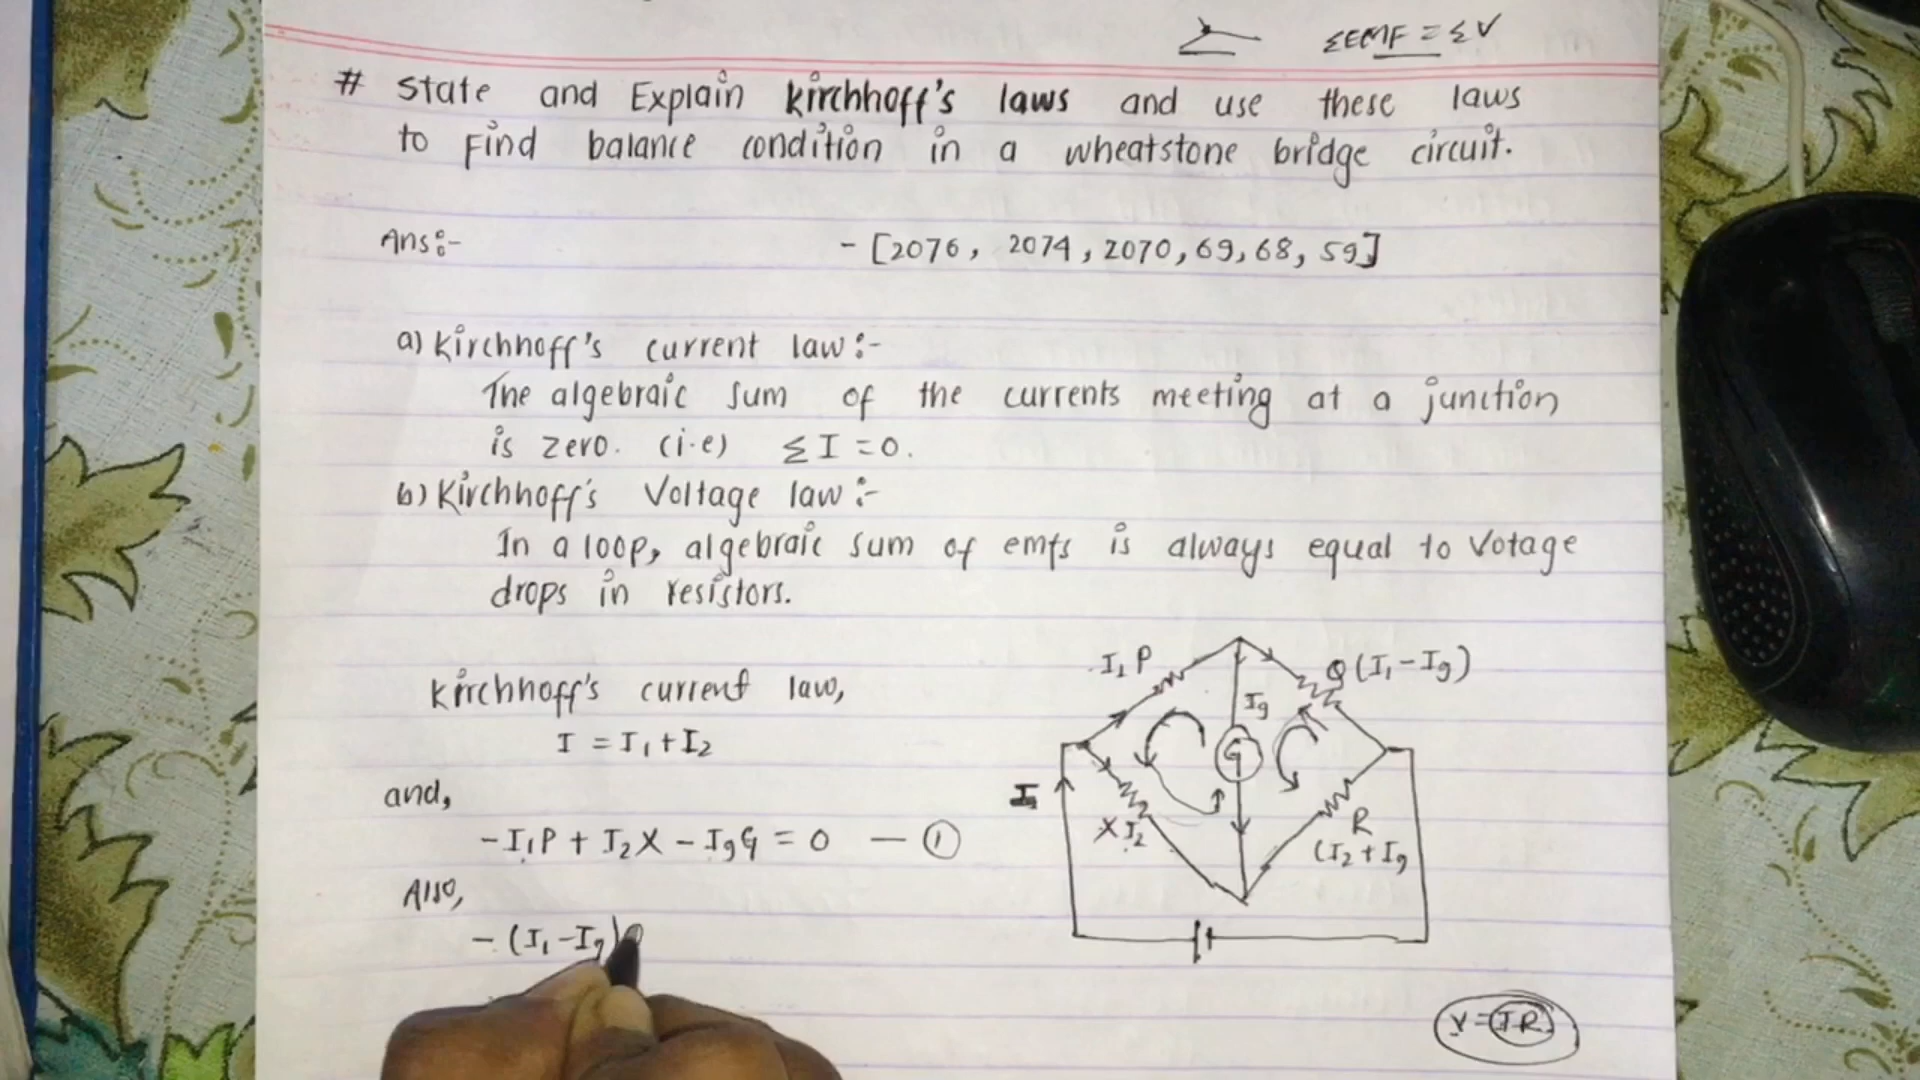 ΣEMF = ΣV
# State and Explain Kirchhoff's laws and use these laws
to Find balance condition in a wheatstone bridge circuit.
Ans:- - [2076, 2074, 2070, 69, 68, 59]
a) Kirchhoff's current law :-
The algebraic sum of the currents meeting at a junction
is zero. (i.e) ΣI = 0.
b) Kirchhoff's Voltage law :-
In a loop, algebraic sum of emfs is always equal to Votage
drops in resistors.
Kirchhoff's current law,
I = I₁ + I₂
and,
-I₁P + I₂X - IgG = 0 — ①
Also,
- (I₁ - Ig)
I₁ P
Q (I₁ - Ig)
Ig
G
I
X I₂
R
(I₂ + Ig
V = IR